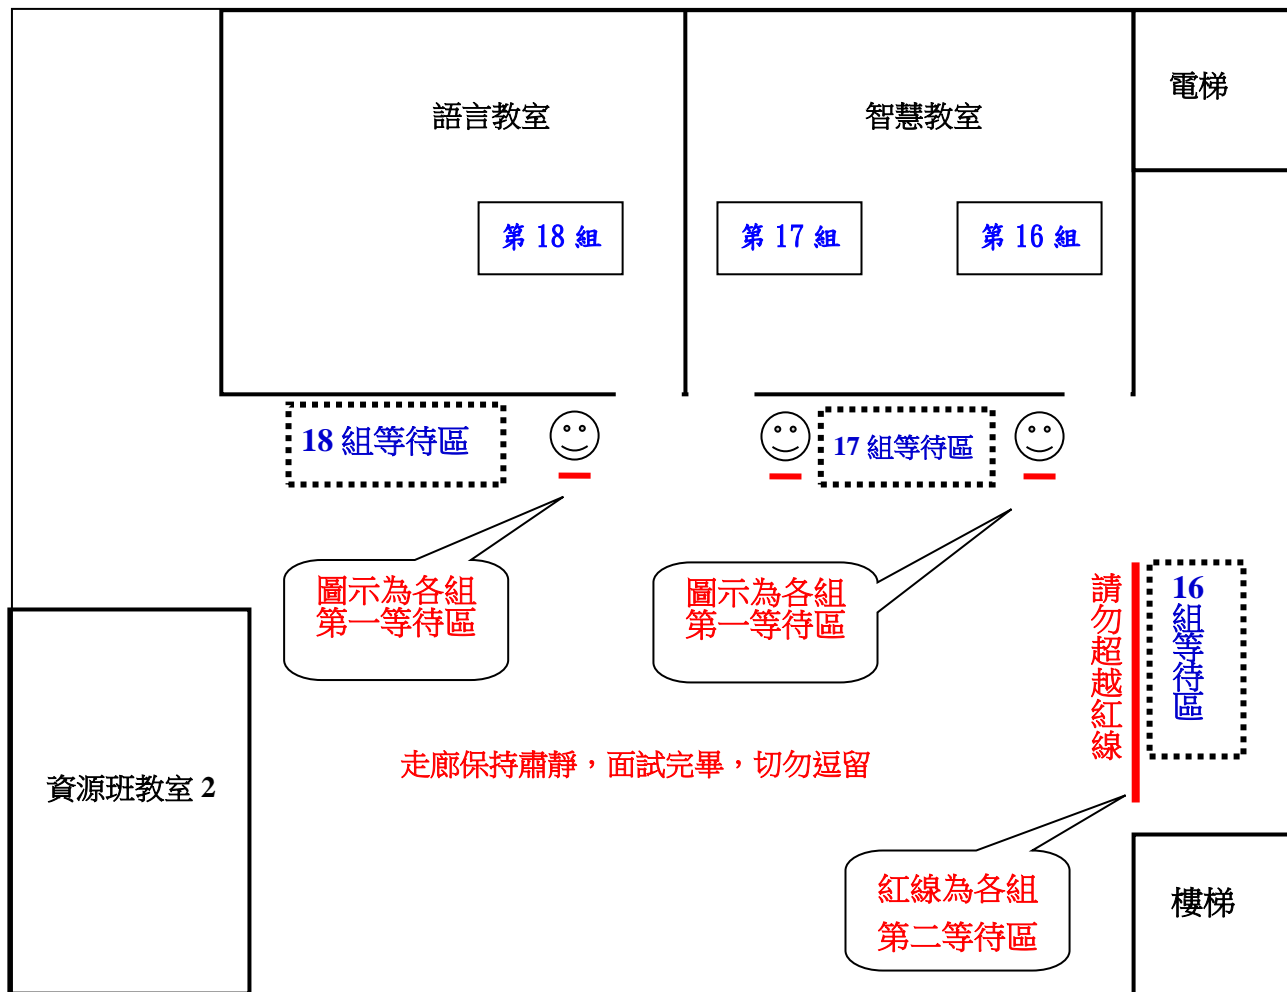 語言教室
智慧教室
電梯
第 18 組
第 17 組
第 16 組
18 組等待區
17 組等待區
圖示為各組
第一等待區
圖示為各組
第一等待區
請勿超越紅線
16
組等待區
走廊保持肅靜，面試完畢，切勿逗留
資源班教室 2
紅線為各組
第二等待區
樓梯